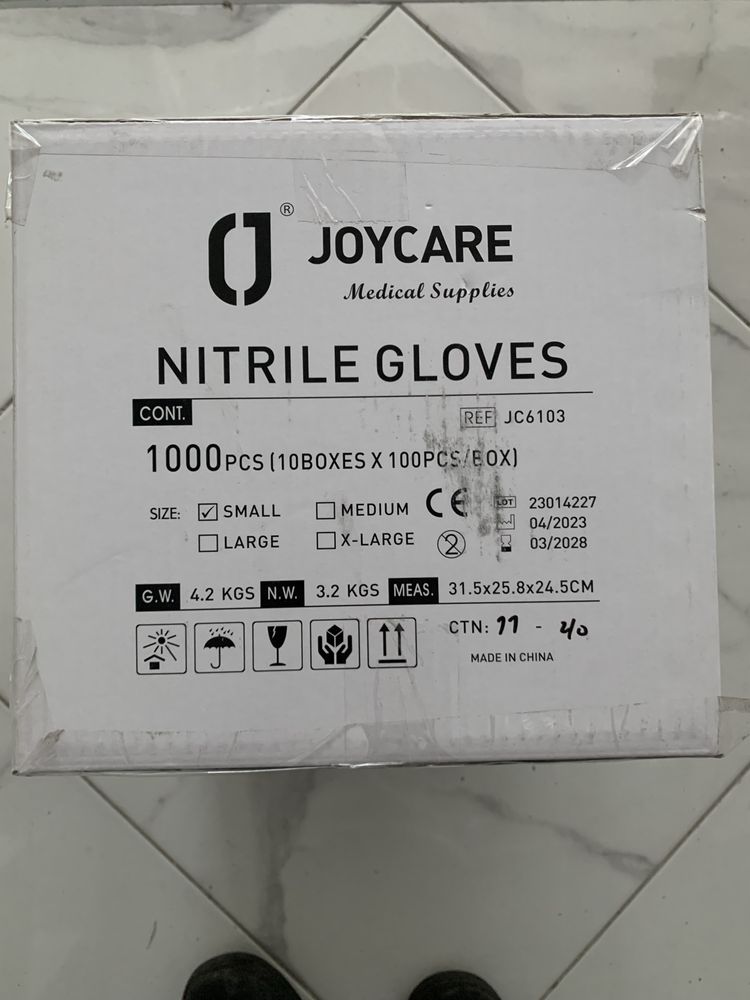 ®
JOYCARE
Medical Supplies
NITRILE GLOVES
CONT.
REF JC6103
1000PCS (10BOXES X 100PCS/BOX)
SIZE: SMALL MEDIUM
LARGE X-LARGE
CE
LOT 23014227
04/2023
03/2028
2
G.W. 4.2 KGS N.W. 3.2 KGS MEAS. 31.5x25.8x24.5CM
CTN: 11 - 40
MADE IN CHINA